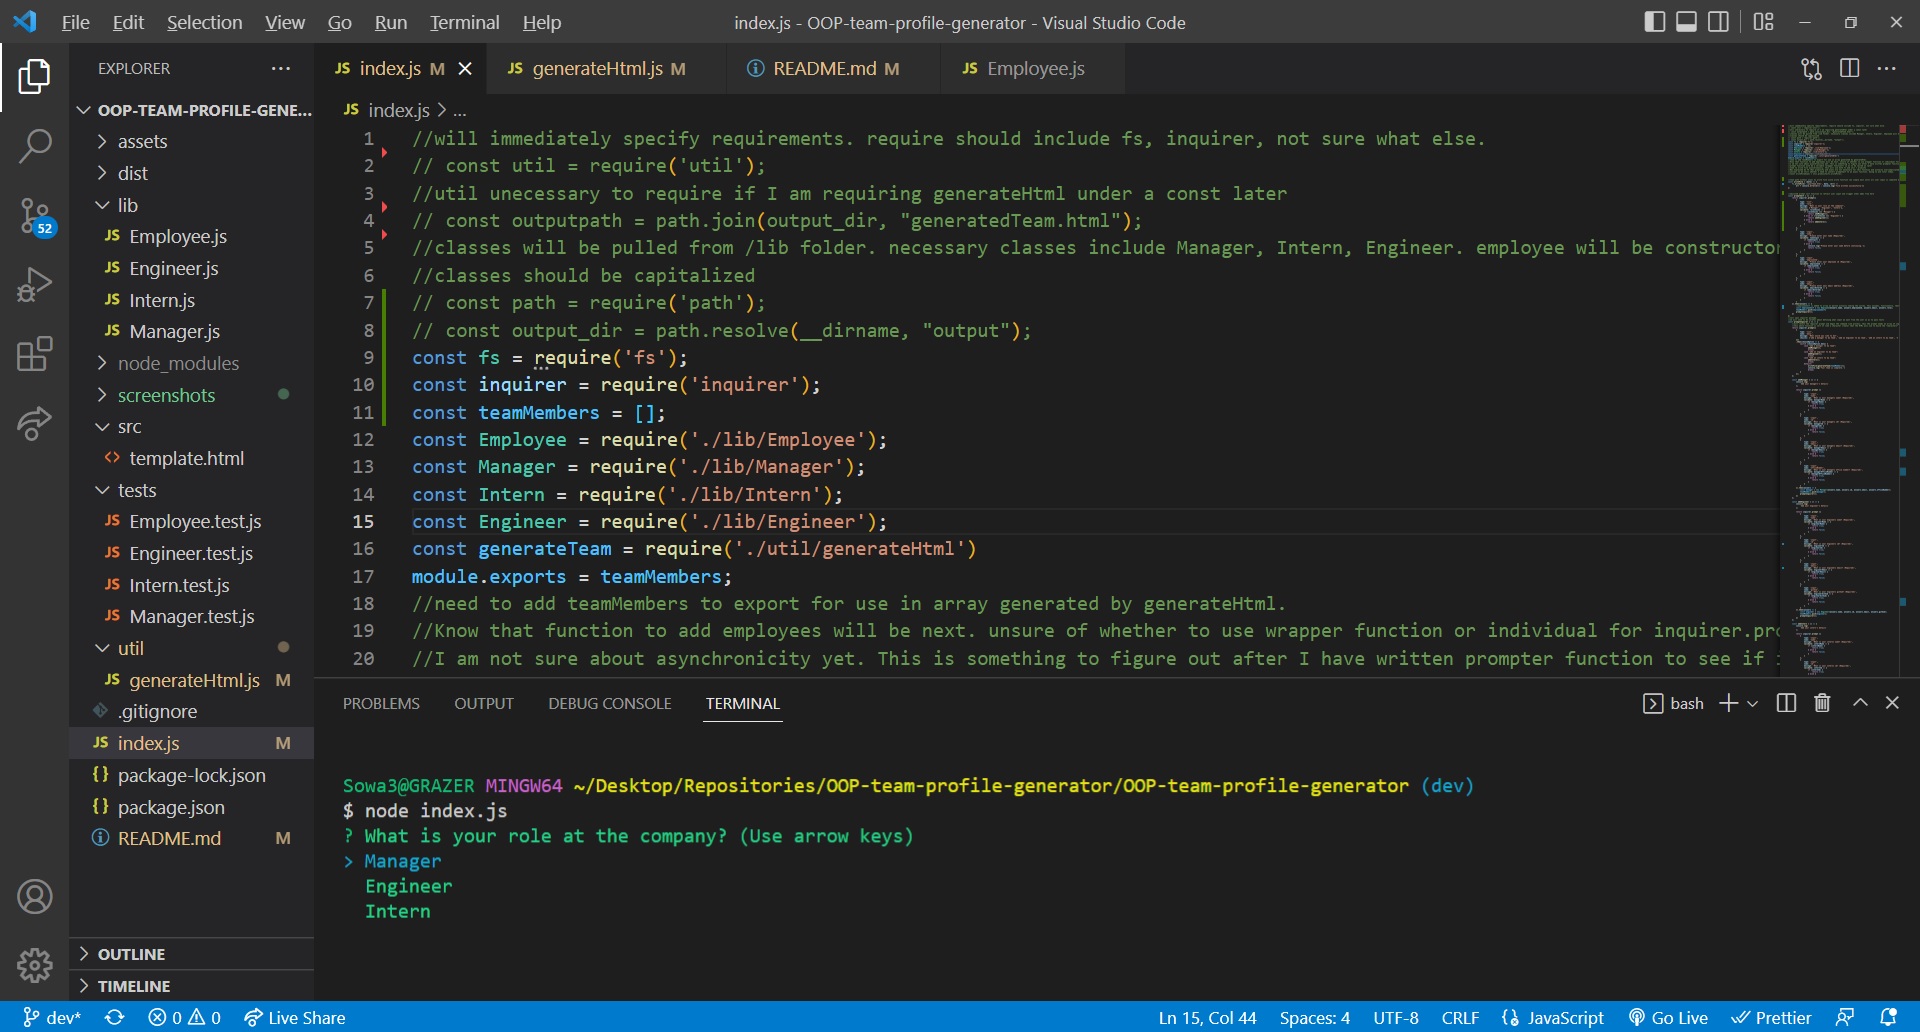 File Edit Selection View Go Run Terminal Help
index.js - OOP-team-profile-generator - Visual Studio Code
EXPLORER
OOP-TEAM-PROFILE-GENE...
assets
dist
lib
JS Employee.js
JS Engineer.js
JS Intern.js
JS Manager.js
node_modules
screenshots
src
<> template.html
tests
JS Employee.test.js
JS Engineer.test.js
JS Intern.test.js
JS Manager.test.js
util
JS generateHtml.js M
.gitignore
JS index.js M
{} package-lock.json
{} package.json
README.md M
OUTLINE
TIMELINE
52
JS index.js M
JS generateHtml.js M
README.md M
JS Employee.js
JS index.js > ...
1 //will immediately specify requirements. require should include fs, inquirer, not sure what else.
2 // const util = require('util');
3 //util unecessary to require if I am requiring generateHtml under a const later
4 // const outputpath = path.join(output_dir, "generatedTeam.html");
5 //classes will be pulled from /lib folder. necessary classes include Manager, Intern, Engineer. employee will be constructor
6 //classes should be capitalized
7 // const path = require('path');
8 // const output_dir = path.resolve(__dirname, "output");
9 const fs = require('fs');
10 const inquirer = require('inquirer');
11 const teamMembers = [];
12 const Employee = require('./lib/Employee');
13 const Manager = require('./lib/Manager');
14 const Intern = require('./lib/Intern');
15 const Engineer = require('./lib/Engineer');
16 const generateTeam = require('./util/generateHtml')
17 module.exports = teamMembers;
18 //need to add teamMembers to export for use in array generated by generateHtml.
19 //Know that function to add employees will be next. unsure of whether to use wrapper function or individual for inquirer.pro
20 //I am not sure about asynchronicity yet. This is something to figure out after I have written prompter function to see if
PROBLEMS OUTPUT DEBUG CONSOLE TERMINAL
bash
Sowa3@GRAZER MINGW64 ~/Desktop/Repositories/OOP-team-profile-generator/OOP-team-profile-generator (dev)
$ node index.js
? What is your role at the company? (Use arrow keys)
> Manager
Engineer
Intern
dev* 0 0 Live Share
Ln 15, Col 44 Spaces: 4 UTF-8 CRLF {} JavaScript Go Live Prettier